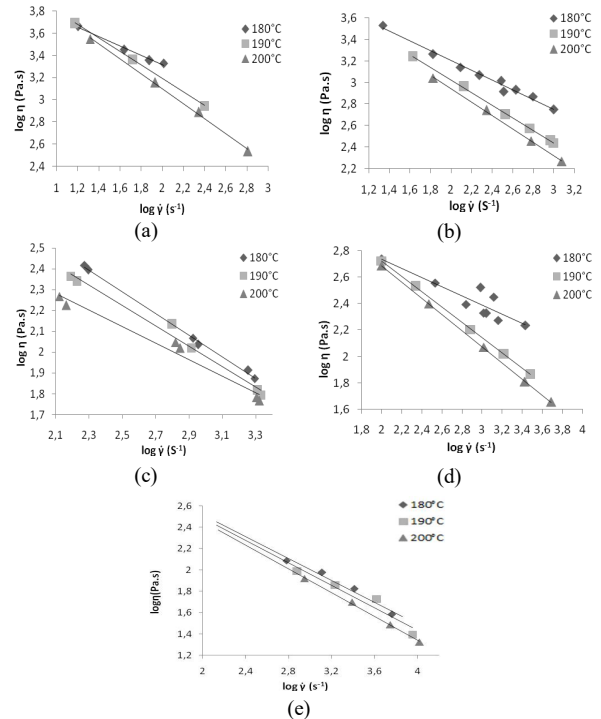 3,8
3,6
3,4
3,2
3
2,8
2,6
2,4
log η (Pa.s)
180°C
190°C
200°C
1 1,2 1,4 1,6 1,8 2 2,2 2,4 2,6 2,8 3
log γ̇ (s⁻¹)
(a)
3,6
3,4
3,2
3
2,8
2,6
2,4
2,2
log η (Pa.s)
180°C
190°C
200°C
1,2 1,4 1,6 1,8 2 2,2 2,4 2,6 2,8 3 3,2
log γ̇ (S⁻¹)
(b)
2,5
2,4
2,3
2,2
2,1
2
1,9
1,8
1,7
log η (Pa.s)
180°C
190°C
200°C
2,1 2,3 2,5 2,7 2,9 3,1 3,3
log γ̇ (S⁻¹)
(c)
2,8
2,6
2,4
2,2
2
1,8
1,6
log η (Pa.s)
180°C
190°C
200°C
1,8 2 2,2 2,4 2,6 2,8 3 3,2 3,4 3,6 3,8 4
log γ̇ (s⁻¹)
(d)
2,6
2,4
2,2
2
1,8
1,6
1,4
1,2
logη(Pa.s)
180°C
190°C
200°C
2 2,4 2,8 3,2 3,6 4
log γ̇ (s⁻¹)
(e)